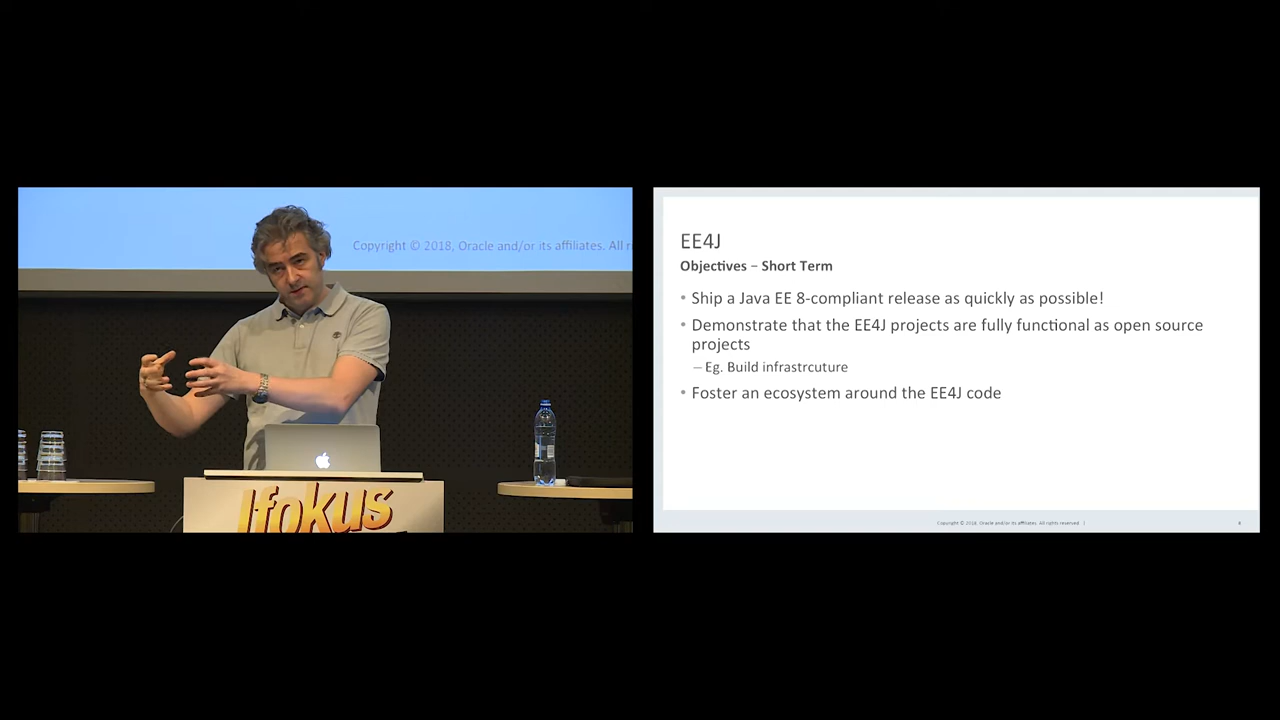 Copyright © 2018, Oracle and/or its affiliates. All ri
Jfokus
EE4J
Objectives – Short Term
• Ship a Java EE 8-compliant release as quickly as possible!
• Demonstrate that the EE4J projects are fully functional as open source
projects
– Eg. Build infrastrcuture
• Foster an ecosystem around the EE4J code
Copyright © 2018, Oracle and/or its affiliates. All rights reserved. |